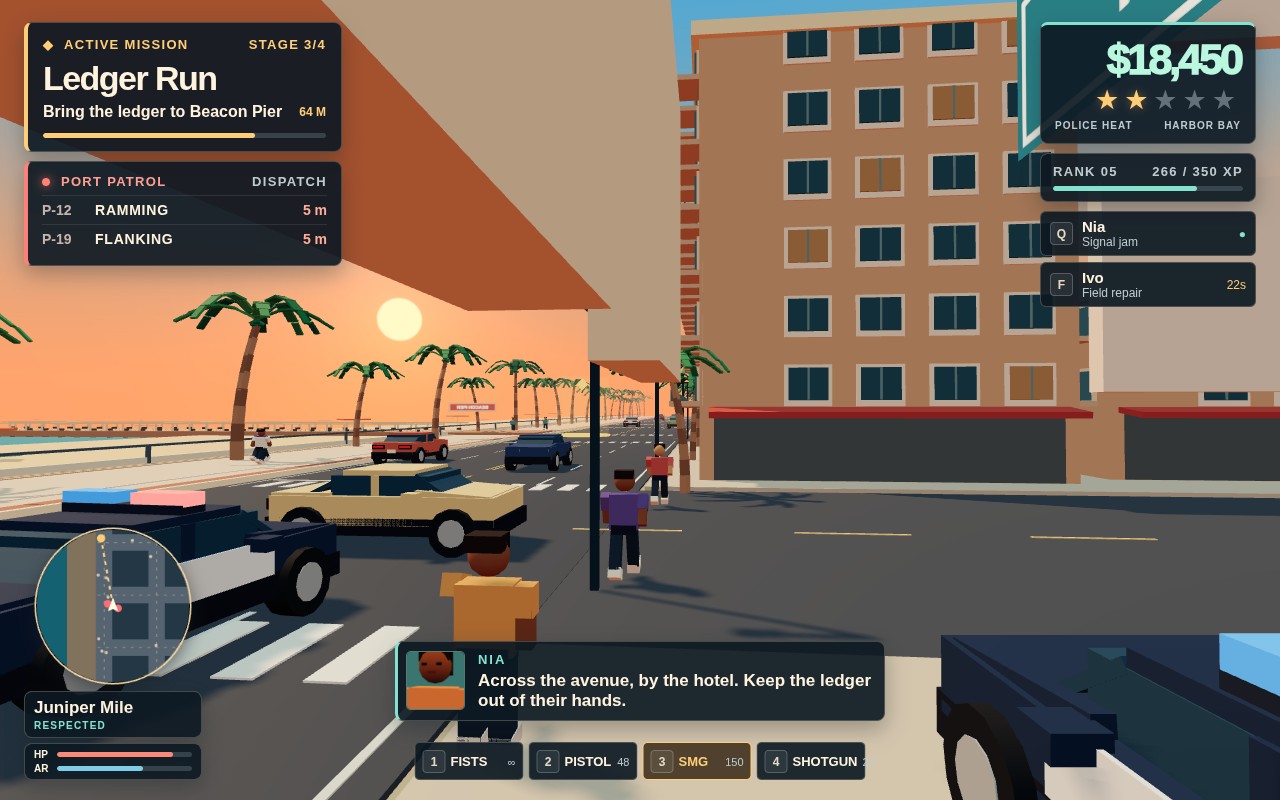 ◆ ACTIVE MISSION STAGE 3/4
Ledger Run
Bring the ledger to Beacon Pier 64 M
PORT PATROL DISPATCH
P-12 RAMMING 5 m
P-19 FLANKING 5 m
$18,450
★★★★★
POLICE HEAT HARBOR BAY
RANK 05 266 / 350 XP
Q Nia
Signal jam
F Ivo
Field repair
22s
NIA
Across the avenue, by the hotel. Keep the ledger
out of their hands.
Juniper Mile
RESPECTED
HP
AR
1 FISTS ∞ 2 PISTOL 48 3 SMG 150 4 SHOTGUN